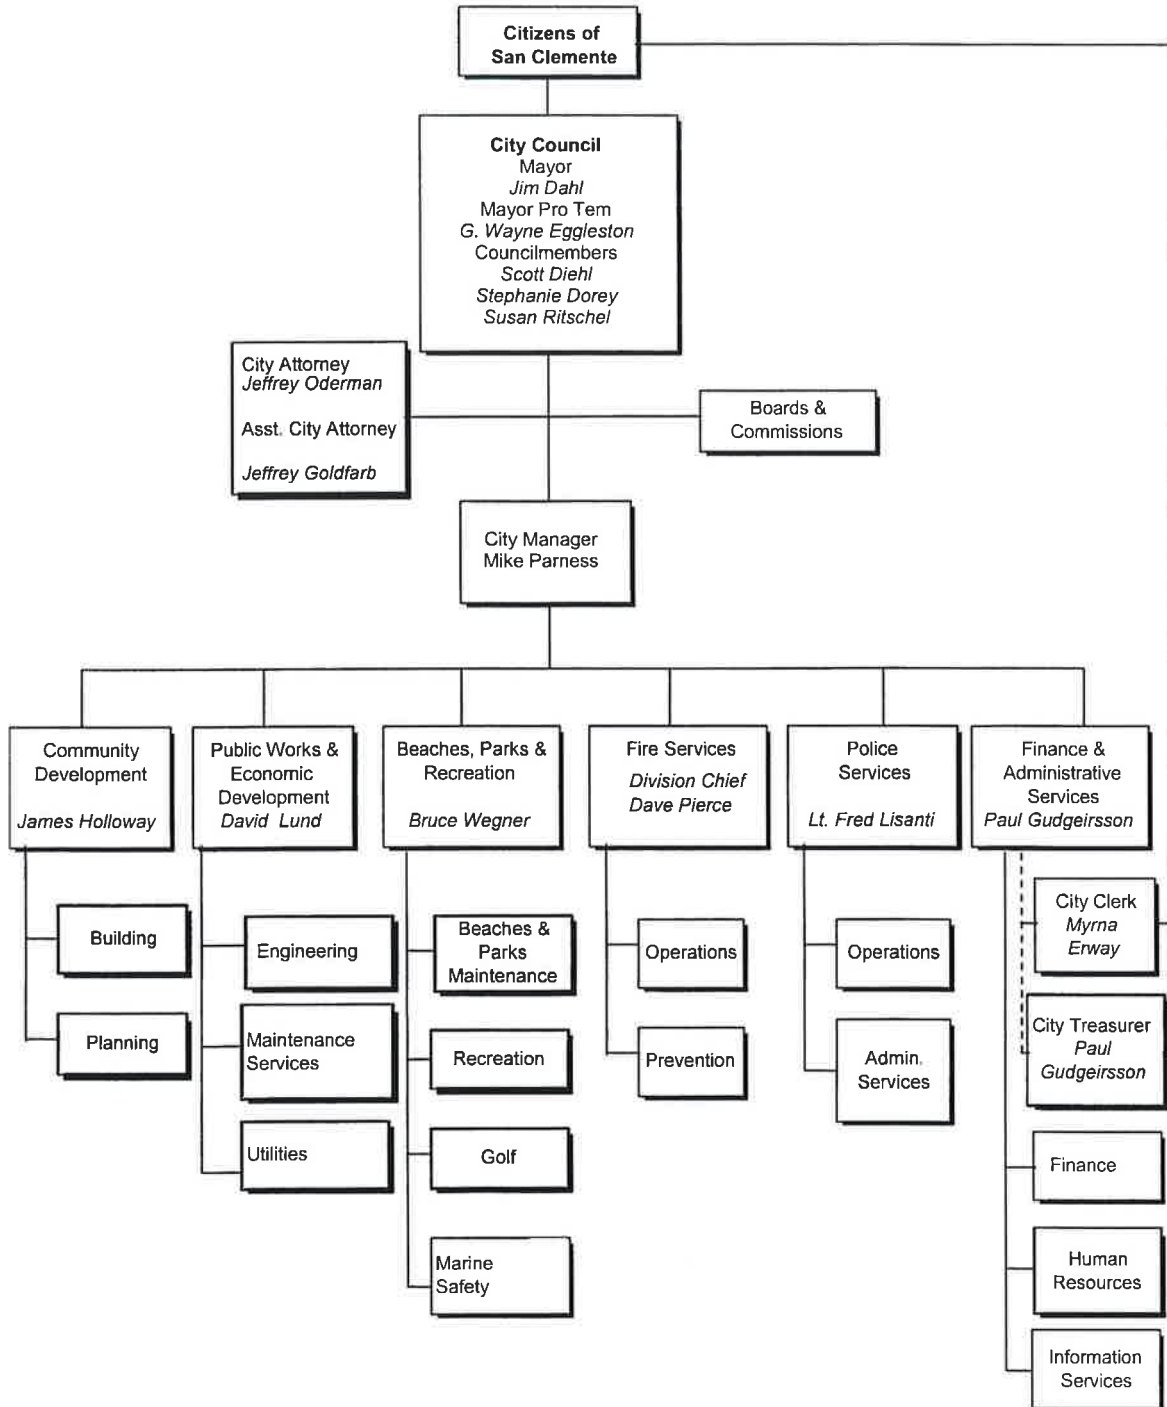 Citizens of
San Clemente
City Council
Mayor
Jim Dahl
Mayor Pro Tem
G. Wayne Eggleston
Councilmembers
Scott Diehl
Stephanie Dorey
Susan Ritschel
City Attorney
Jeffrey Oderman
Asst. City Attorney
Jeffrey Goldfarb
Boards &
Commissions
City Manager
Mike Parness
Community
Development
James Holloway
Public Works &
Economic
Development
David Lund
Beaches, Parks &
Recreation
Bruce Wegner
Fire Services
Division Chief
Dave Pierce
Police
Services
Lt. Fred Lisanti
Finance &
Administrative
Services
Paul Gudgeirsson
Building
Planning
Engineering
Maintenance
Services
Utilities
Beaches &
Parks
Maintenance
Recreation
Golf
Marine
Safety
Operations
Prevention
Operations
Admin.
Services
City Clerk
Myrna
Erway
City Treasurer
Paul
Gudgeirsson
Finance
Human
Resources
Information
Services